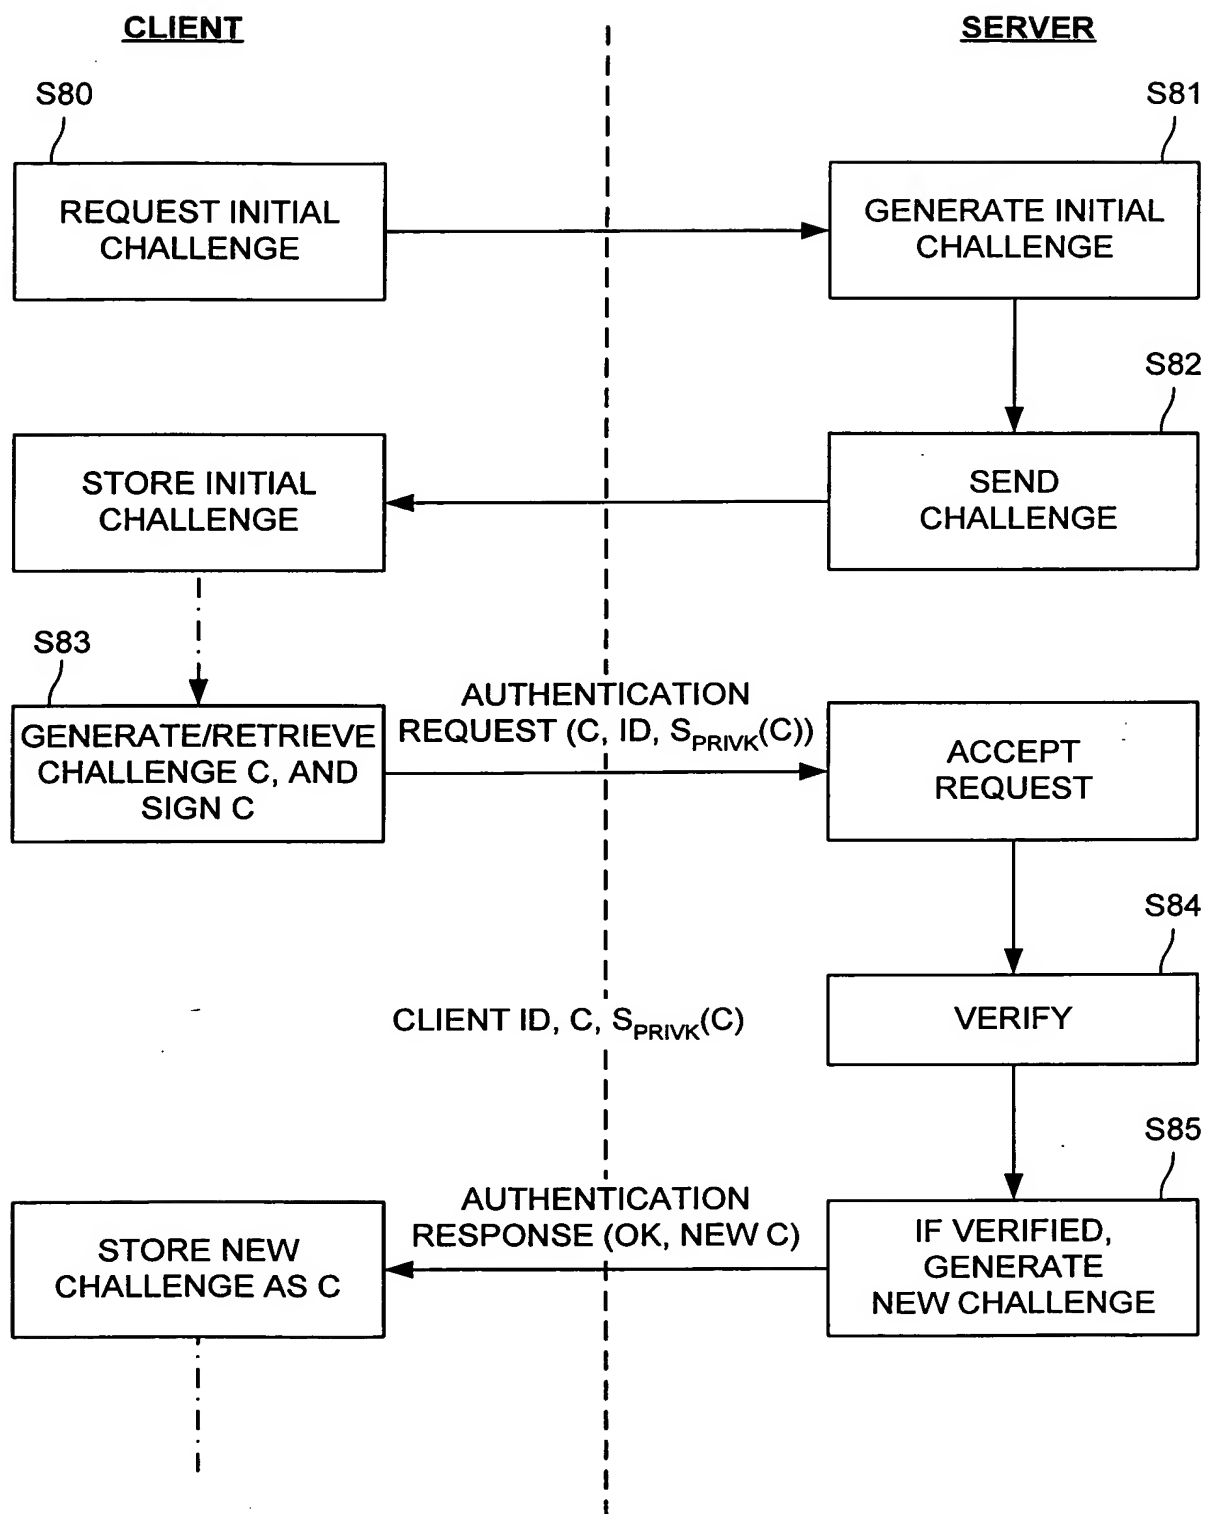 CLIENT
SERVER
S80
S81
REQUEST INITIAL
CHALLENGE
GENERATE INITIAL
CHALLENGE
S82
STORE INITIAL
CHALLENGE
SEND
CHALLENGE
S83
GENERATE/RETRIEVE
CHALLENGE C, AND
SIGN C
AUTHENTICATION
REQUEST (C, ID, S_PRIVK(C))
ACCEPT
REQUEST
S84
CLIENT ID, C, S_PRIVK(C)
VERIFY
S85
STORE NEW
CHALLENGE AS C
AUTHENTICATION
RESPONSE (OK, NEW C)
IF VERIFIED,
GENERATE
NEW CHALLENGE